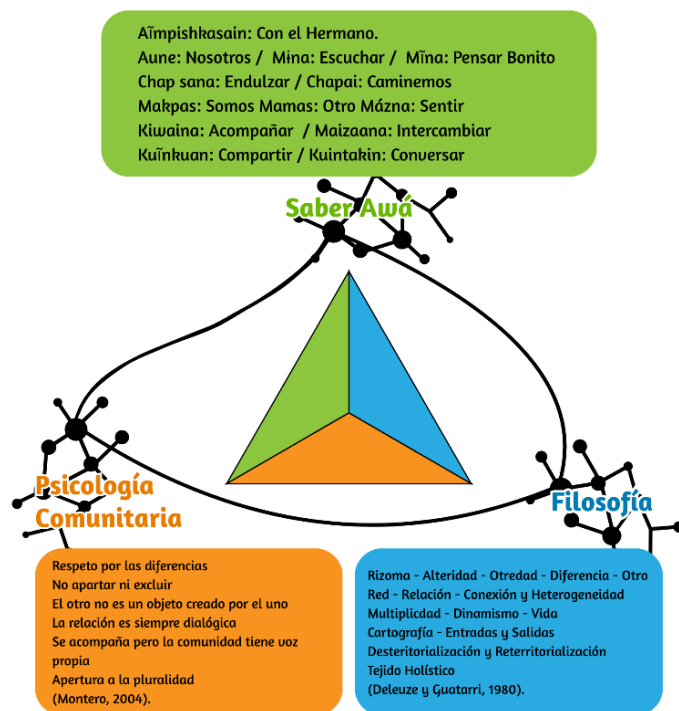 Aĩmpishkasain: Con el Hermano.
Aune: Nosotros / Mɨna: Escuchar / Mĩna: Pensar Bonito
Chap sana: Endulzar / Chapai: Caminemos
Makpas: Somos Mamas: Otro Mázna: Sentir
Kiwaina: Acompañar / Maizaana: Intercambiar
Kuĩnkuan: Compartir / Kuintakin: Conversar
Saber Awá
Psicología
Comunitaria
Filosofía
Respeto por las diferencias
No apartar ni excluir
El otro no es un objeto creado por el uno
La relación es siempre dialógica
Se acompaña pero la comunidad tiene voz
propia
Apertura a la pluralidad
(Montero, 2004).
Rizoma - Alteridad - Otredad - Diferencia - Otro
Red - Relación - Conexión y Heterogeneidad
Multiplicdad - Dinamismo - Vida
Cartografía - Entradas y Salidas
Desteritorialización y Reterritorialización
Tejido Holístico
(Deleuze y Guatarri, 1980).